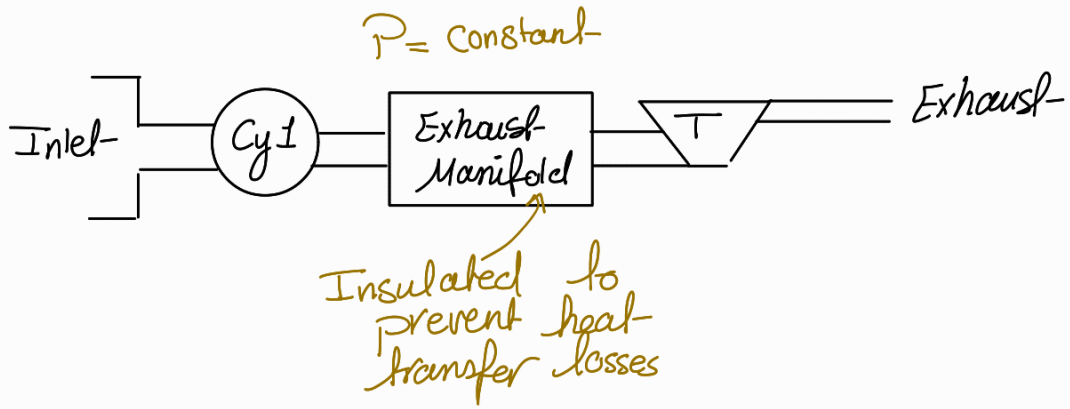 P = constant
Inlet
Cy1
Exhaust
Manifold
T
Exhaust
Insulated to
prevent heat
transfer losses